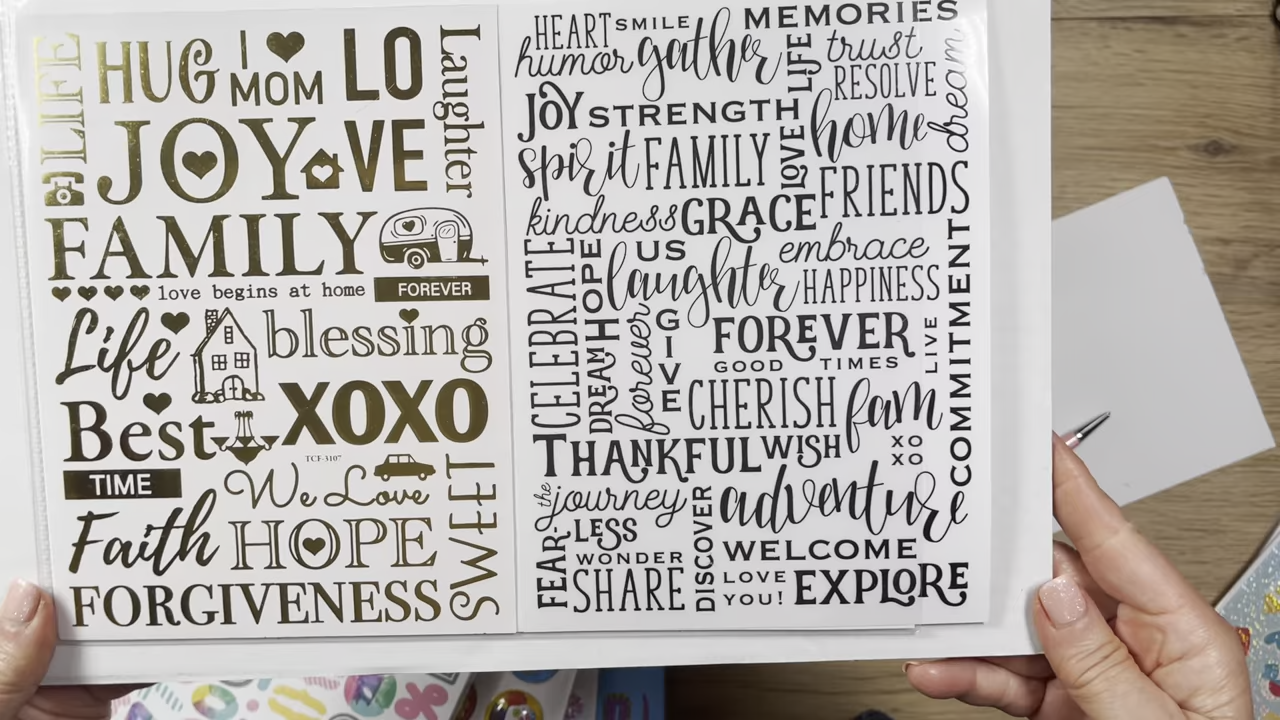 LIFE
HUG
I
MOM
LO
VE
Laughter
JOY
FAMILY
love begins at home
FOREVER
Life
blessing
Best
XOXO
TCF-3107
TIME
We Love
SWEET
Faith
HOPE
FORGIVENESS
HEART
SMILE
MEMORIES
humor
gather
LIFE
trust
RESOLVE
dream
JOY
STRENGTH
home
spirit
FAMILY
LOVE
FRIENDS
kindness
GRACE
CELEBRATE
HOPE
US
embrace
laughter
HAPPINESS
COMMITMENT
DREAM
forever
GIVE
FOREVER
LIVE
GOOD TIMES
CHERISH
fam
THANKFUL
WISH
XO
XO
the
journey
adventure
FEAR-
LESS
DISCOVER
WONDER
WELCOME
SHARE
LOVE
YOU!
EXPLORE